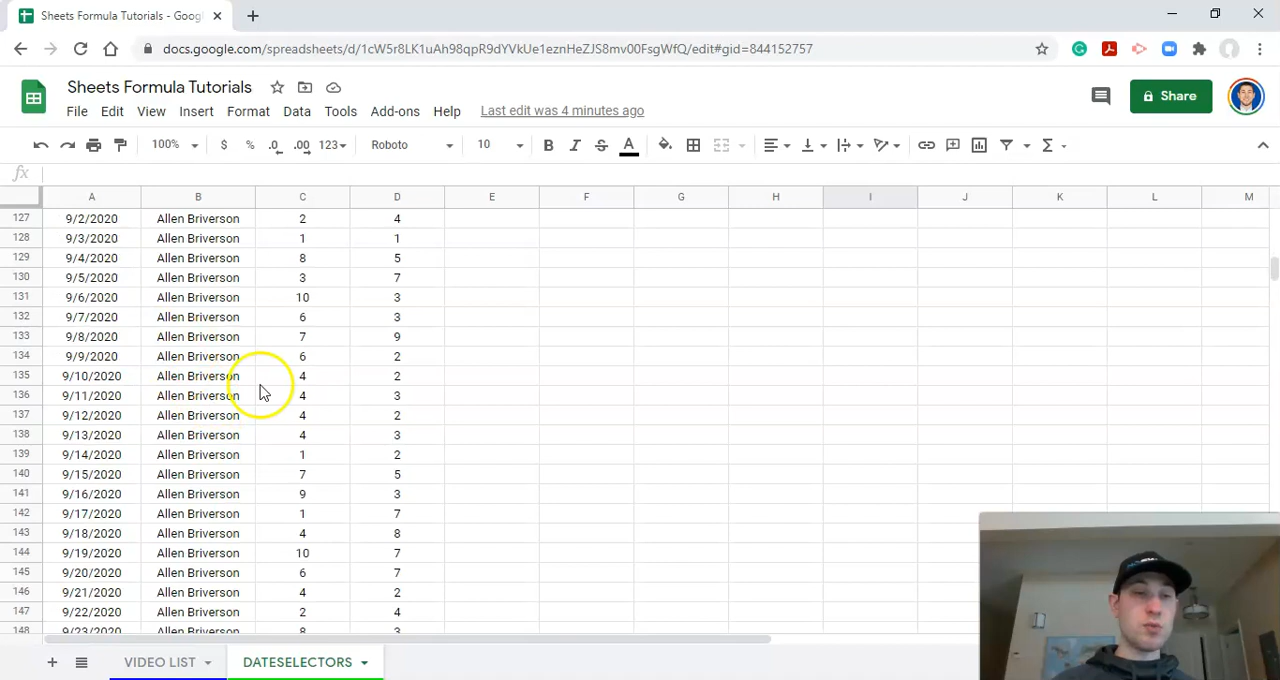 Sheets Formula Tutorials - Goog
docs.google.com/spreadsheets/d/1cW5r8LK1uAh98qpR9dYVkUe1eznHeZJS8mv00FsgWfQ/edit#gid=844152757
Sheets Formula Tutorials
File Edit View Insert Format Data Tools Add-ons Help Last edit was 4 minutes ago
Share
100% $ % .0 .00 123 Roboto 10 B I S A Σ
fx
A B C D E F G H I J K L M
127 9/2/2020 Allen Briverson 2 4
128 9/3/2020 Allen Briverson 1 1
129 9/4/2020 Allen Briverson 8 5
130 9/5/2020 Allen Briverson 3 7
131 9/6/2020 Allen Briverson 10 3
132 9/7/2020 Allen Briverson 6 3
133 9/8/2020 Allen Briverson 7 9
134 9/9/2020 Allen Briverson 6 2
135 9/10/2020 Allen Briverson 4 2
136 9/11/2020 Allen Briverson 4 3
137 9/12/2020 Allen Briverson 4 2
138 9/13/2020 Allen Briverson 4 3
139 9/14/2020 Allen Briverson 1 2
140 9/15/2020 Allen Briverson 7 5
141 9/16/2020 Allen Briverson 9 3
142 9/17/2020 Allen Briverson 1 7
143 9/18/2020 Allen Briverson 4 8
144 9/19/2020 Allen Briverson 10 7
145 9/20/2020 Allen Briverson 6 7
146 9/21/2020 Allen Briverson 4 2
147 9/22/2020 Allen Briverson 2 4
148 9/23/2020 Allen Briverson 8 3
VIDEO LIST DATESELECTORS